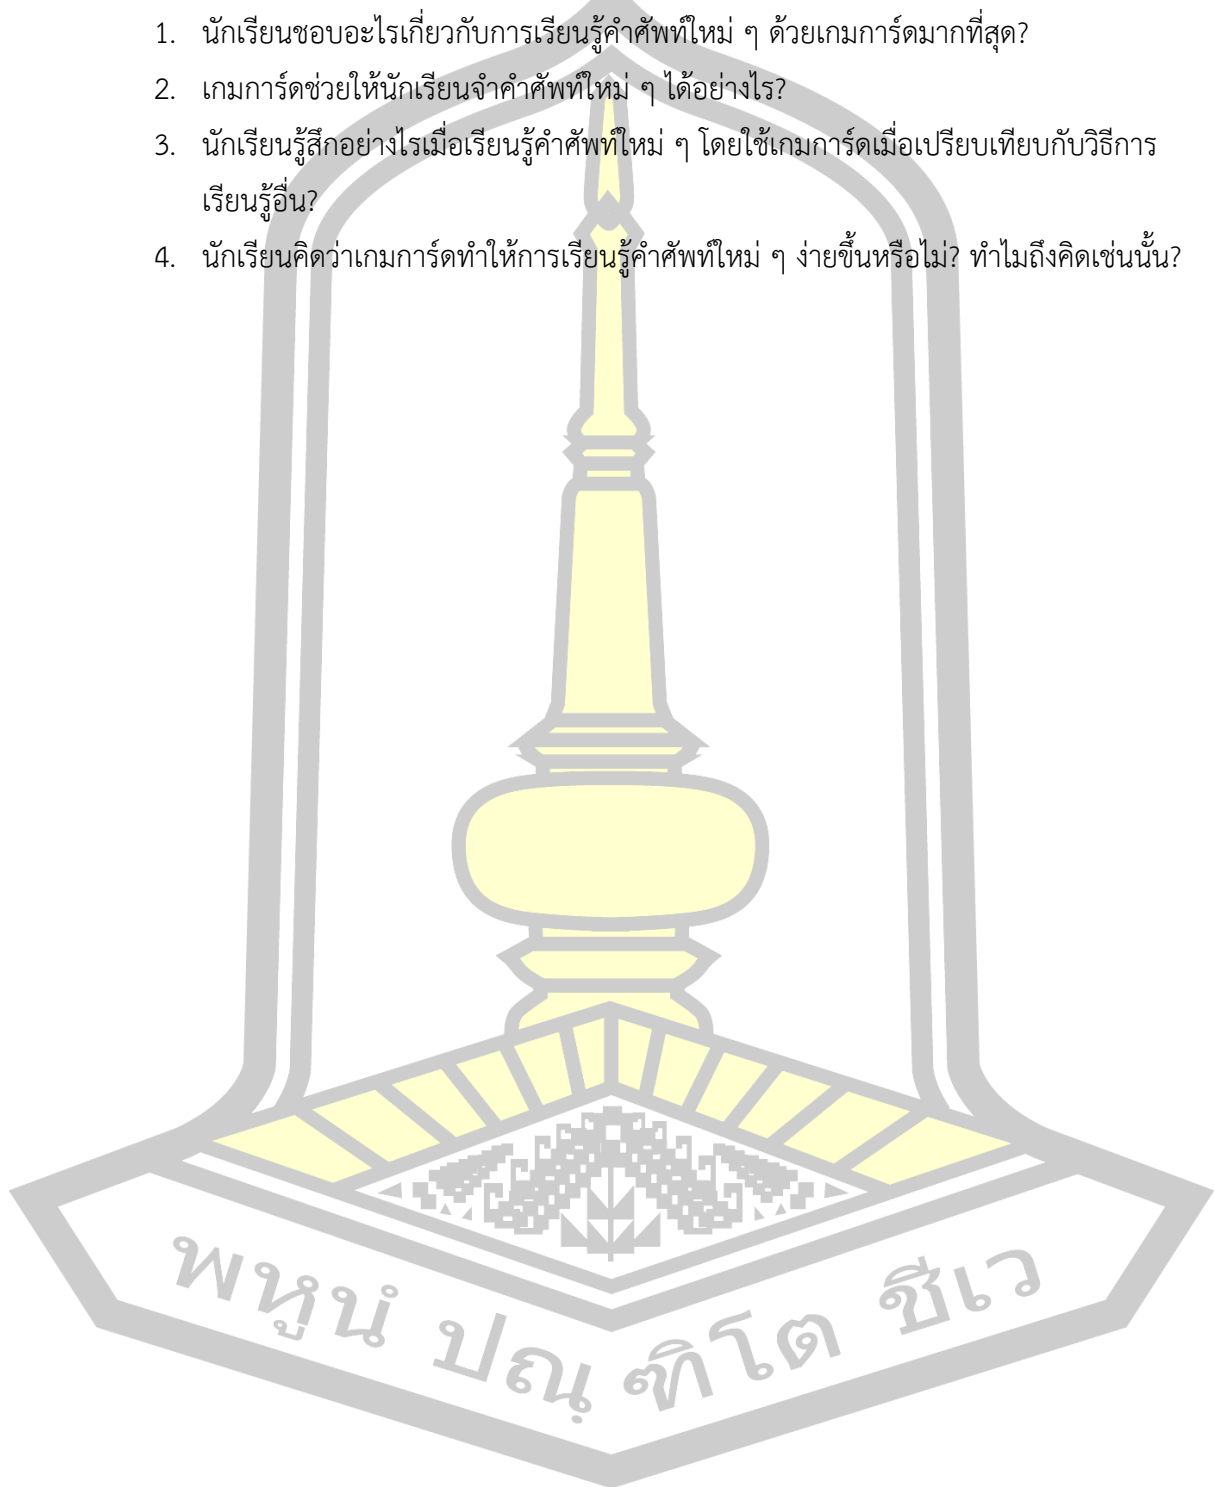 1. นักเรียนชอบอะไรเกี่ยวกับการเรียนรู้คำศัพท์ใหม่ ๆ ด้วยเกมการ์ดมากที่สุด?
2. เกมการ์ดช่วยให้นักเรียนจำคำศัพท์ใหม่ ๆ ได้อย่างไร?
3. นักเรียนรู้สึกอย่างไรเมื่อเรียนรู้คำศัพท์ใหม่ ๆ โดยใช้เกมการ์ดเมื่อเปรียบเทียบกับวิธีการ
เรียนรู้อื่น?
4. นักเรียนคิดว่าเกมการ์ดทำให้การเรียนรู้คำศัพท์ใหม่ ๆ ง่ายขึ้นหรือไม่? ทำไมถึงคิดเช่นนั้น?
พหูนํ ปณฺ ฑิโต ชีเว